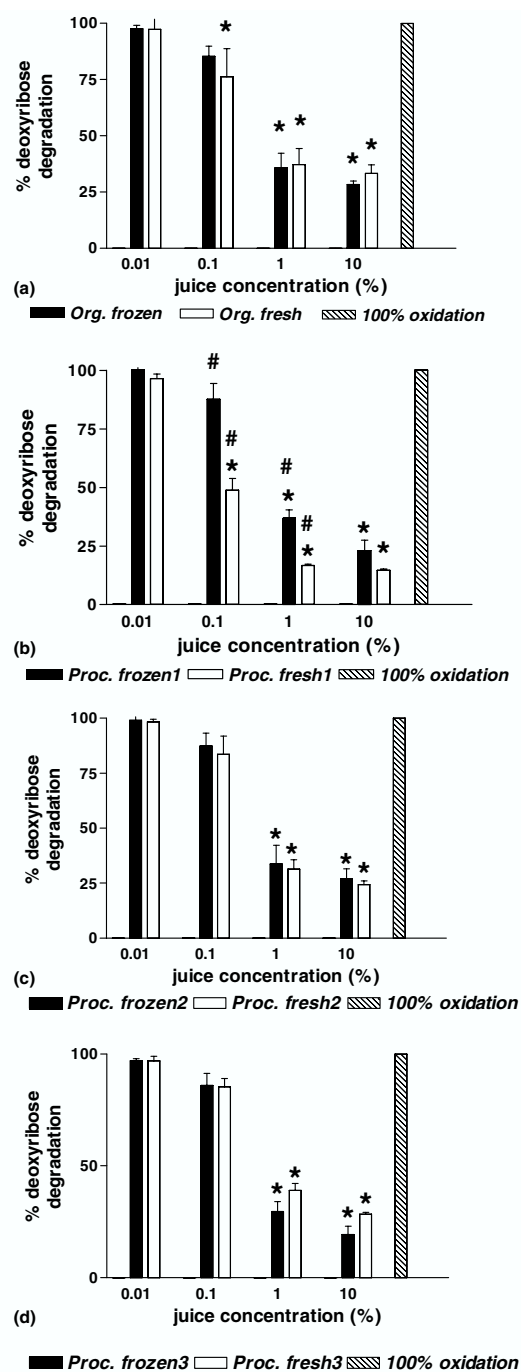 100
75
50
25
0
% deoxyribose
degradation
*
* *
* *
0.01 0.1 1 10
(a) juice concentration (%)
Org. frozen Org. fresh 100% oxidation
100
75
50
25
0
% deoxyribose
degradation
#
#
*
#
*
#
*
*
*
0.01 0.1 1 10
(b) juice concentration (%)
Proc. frozen1 Proc. fresh1 100% oxidation
100
75
50
25
0
% deoxyribose
degradation
* *
* *
0.01 0.1 1 10
(c) juice concentration (%)
Proc. frozen2 Proc. fresh2 100% oxidation
100
75
50
25
0
% deoxyribose
degradation
* *
* *
0.01 0.1 1 10
(d) juice concentration (%)
Proc. frozen3 Proc. fresh3 100% oxidation